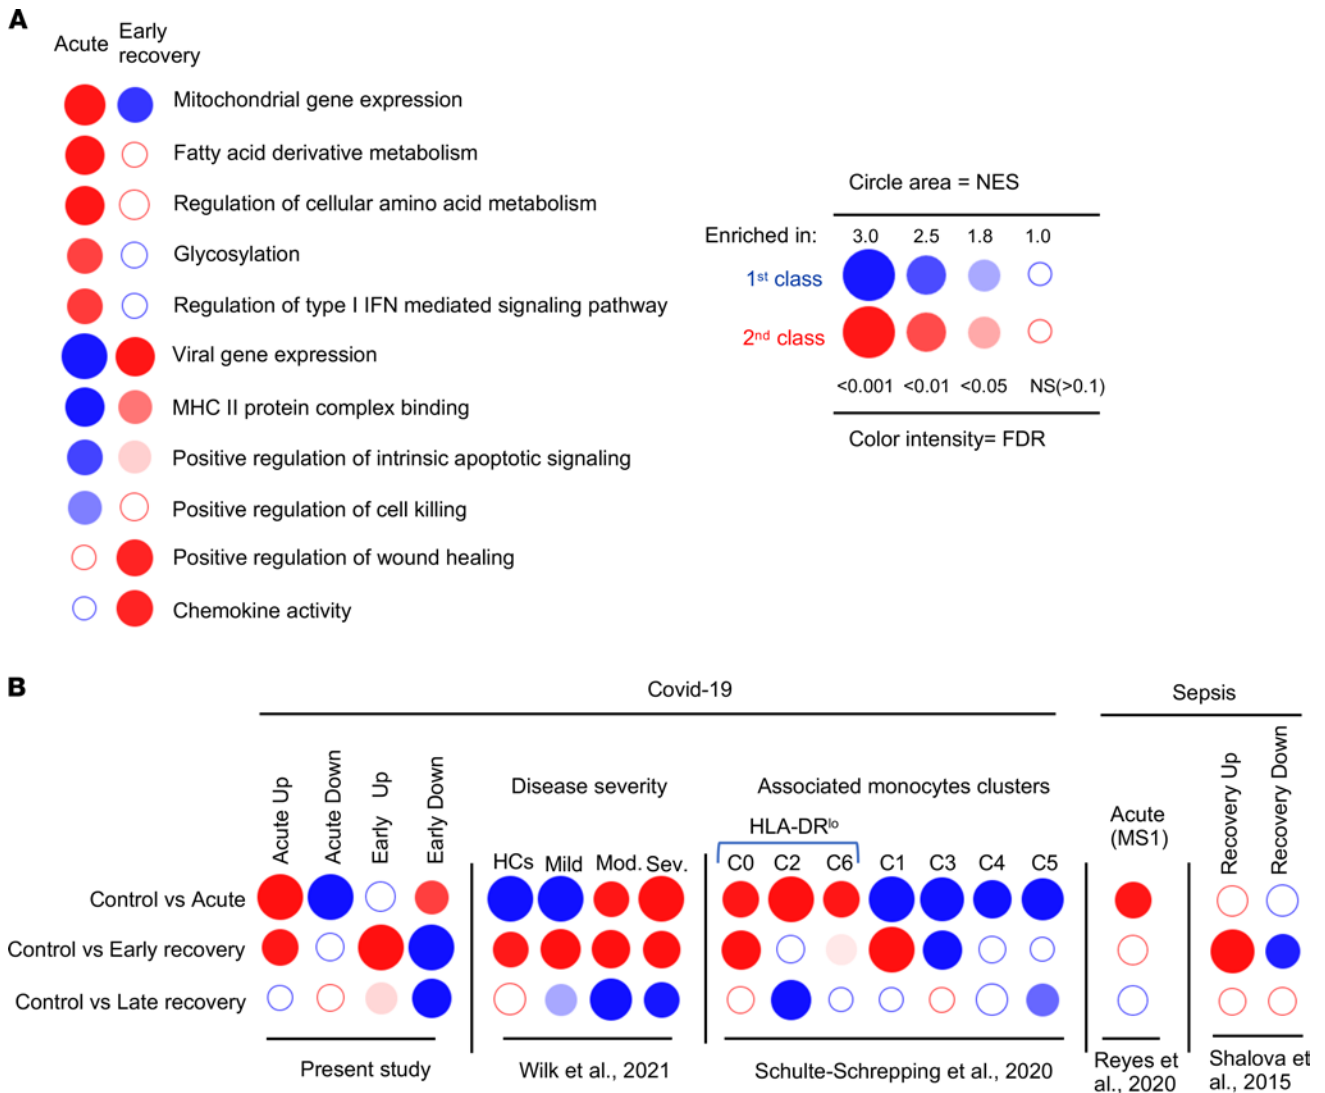 A
Acute
Early
recovery
Mitochondrial gene expression
Fatty acid derivative metabolism
Regulation of cellular amino acid metabolism
Glycosylation
Regulation of type I IFN mediated signaling pathway
Viral gene expression
MHC II protein complex binding
Positive regulation of intrinsic apoptotic signaling
Positive regulation of cell killing
Positive regulation of wound healing
Chemokine activity
Circle area = NES
Enriched in: 3.0 2.5 1.8 1.0
1st class
2nd class
<0.001 <0.01 <0.05 NS(>0.1)
Color intensity= FDR
B
Covid-19
Sepsis
Acute Up
Acute Down
Early Up
Early Down
Disease severity
Associated monocytes clusters
HLA-DRlo
HCs Mild Mod. Sev.
C0 C2 C6 C1 C3 C4 C5
Acute
(MS1)
Recovery Up
Recovery Down
Control vs Acute
Control vs Early recovery
Control vs Late recovery
Present study
Wilk et al., 2021
Schulte-Schrepping et al., 2020
Reyes et
al., 2020
Shalova et
al., 2015